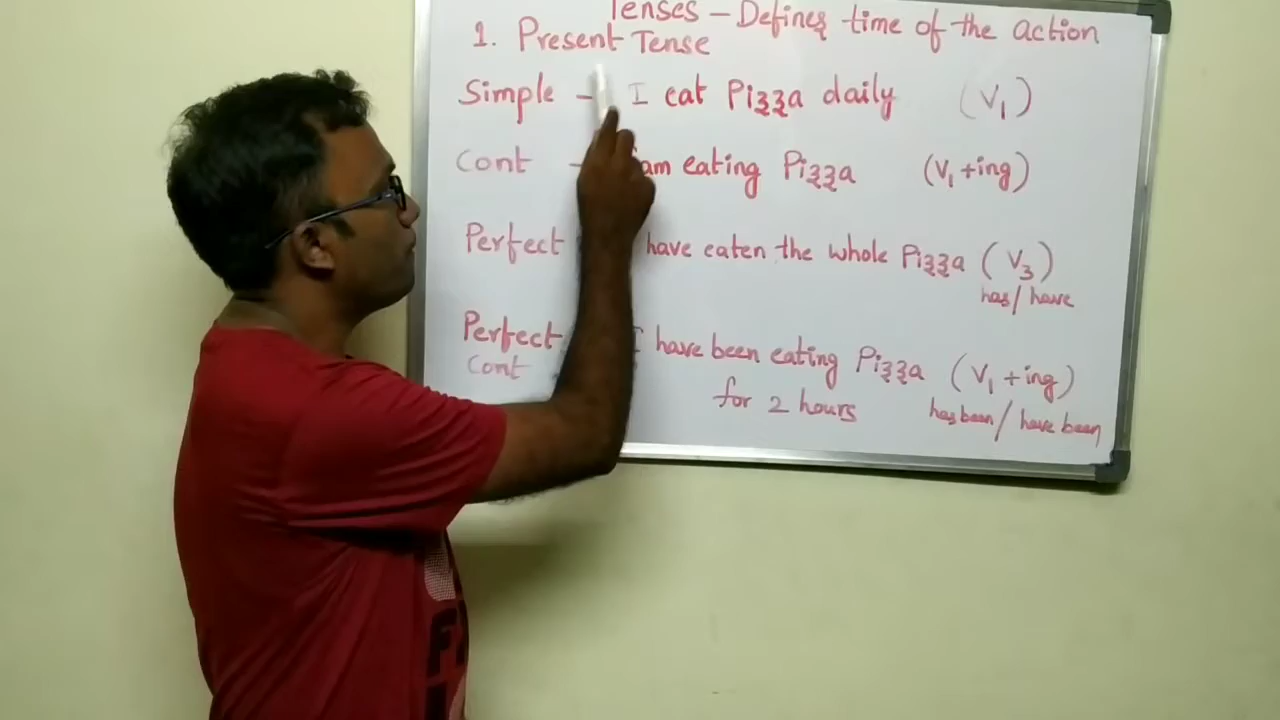 Tenses - Defines time of the action
1. Present Tense
Simple - I eat Pizza daily (V1)
Cont - am eating Pizza (V1+ing)
Perfect have eaten the whole Pizza (V3)
has/have
Perfect I have been eating Pizza (V1+ing)
Cont for 2 hours has been/have been